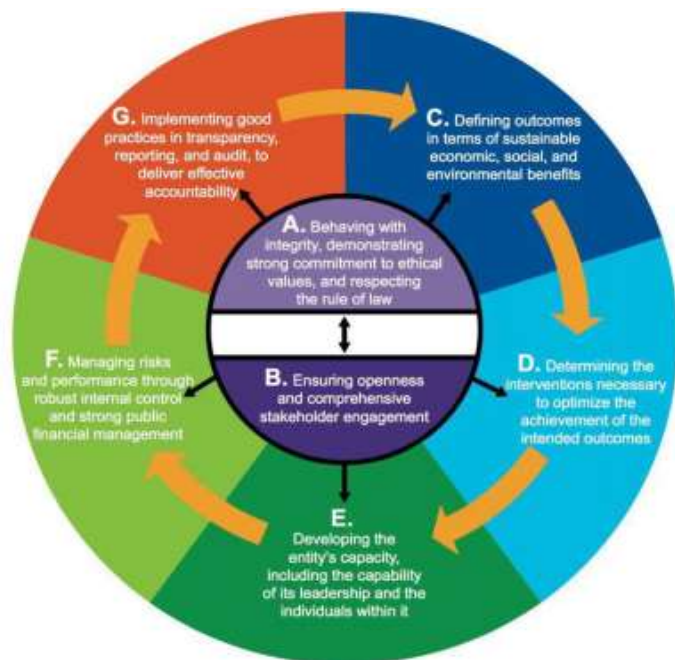 G. Implementing good
practices in transparency,
reporting, and audit, to
deliver effective
accountability
C. Defining outcomes
in terms of sustainable
economic, social, and
environmental benefits
A. Behaving with
integrity, demonstrating
strong commitment to ethical
values, and respecting
the rule of law
B. Ensuring openness
and comprehensive
stakeholder engagement
D. Determining the
interventions necessary
to optimize the
achievement of the
intended outcomes
E.
Developing the
entity's capacity,
including the capability
of its leadership and the
individuals within it
F. Managing risks
and performance through
robust internal control
and strong public
financial management